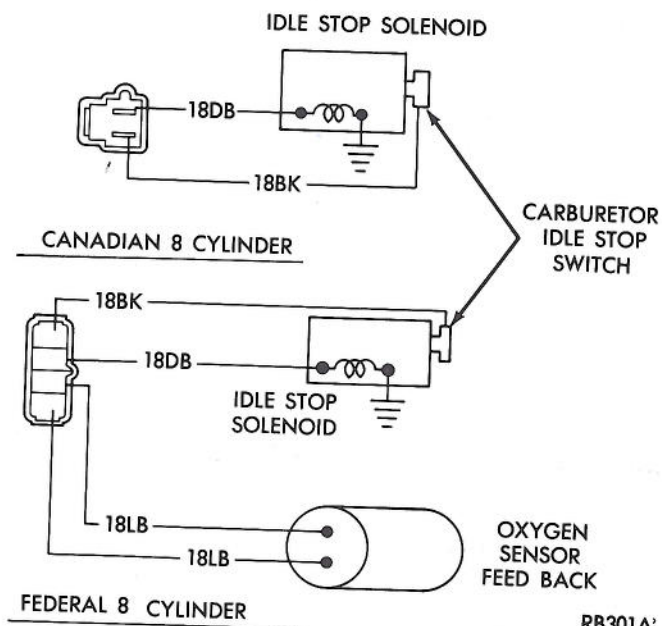 IDLE STOP SOLENOID
18DB
18BK
CARBURETOR
IDLE STOP
SWITCH
CANADIAN 8 CYLINDER
18BK
18DB
IDLE STOP
SOLENOID
18LB
18LB
OXYGEN
SENSOR
FEED BACK
FEDERAL 8 CYLINDER